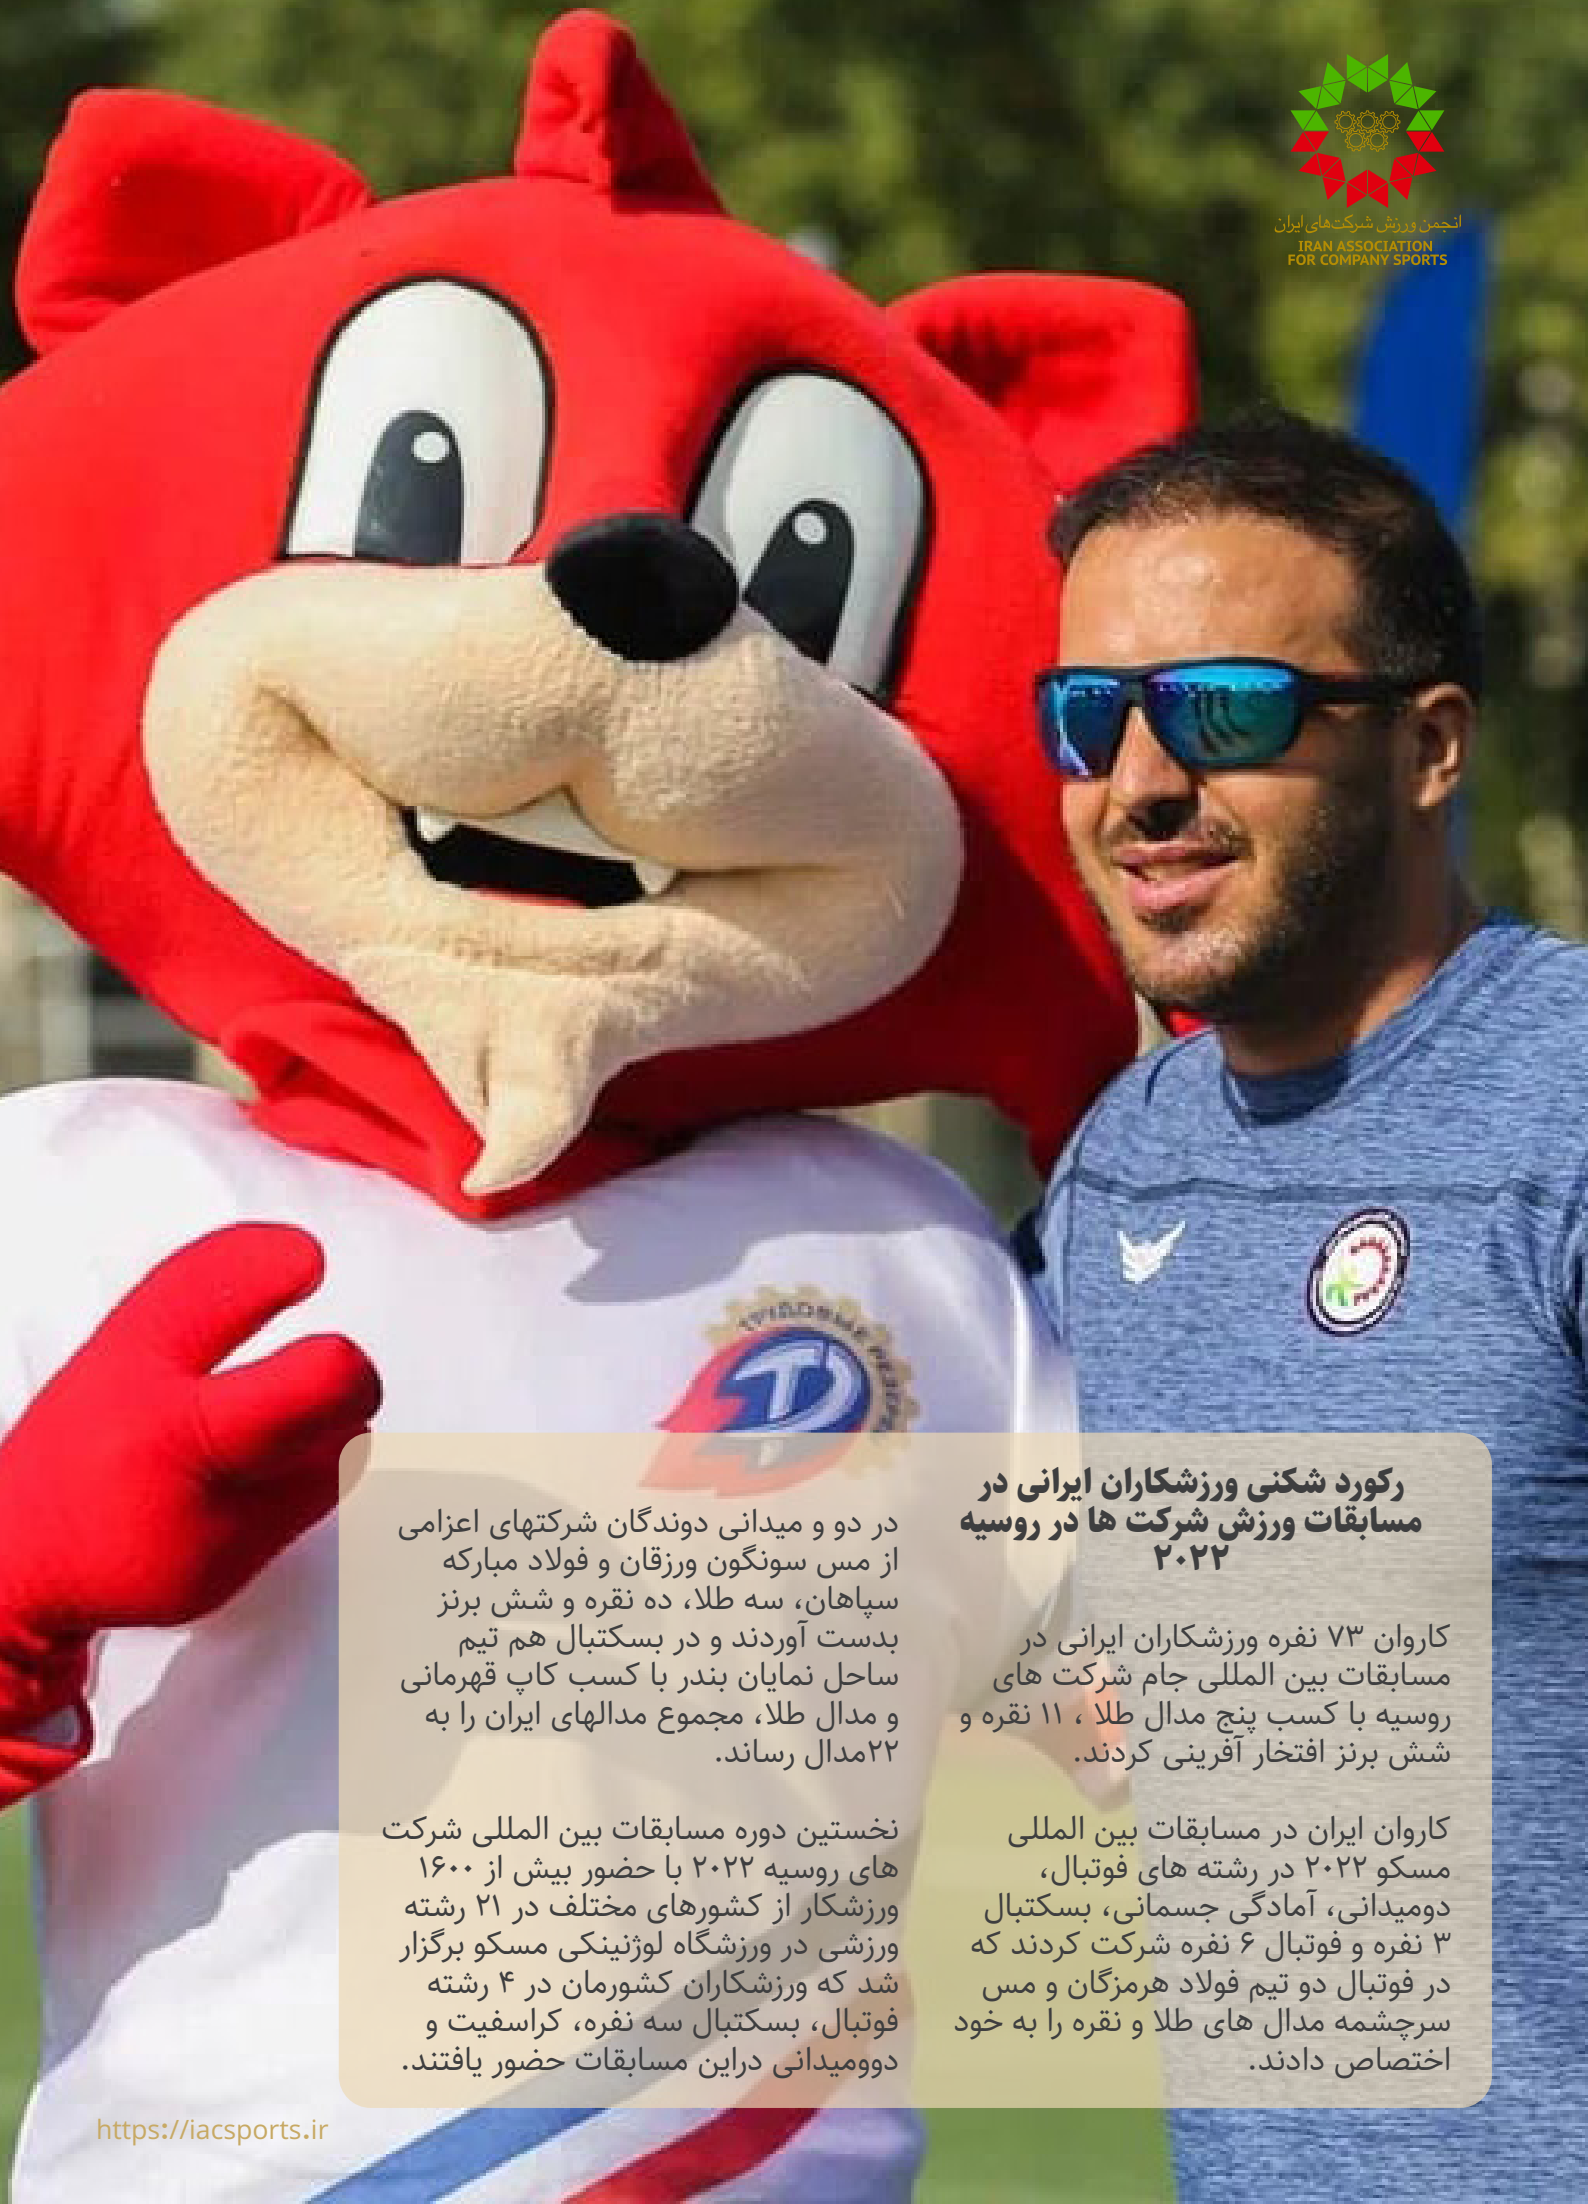 انجمن ورزش شرکت‌های ایران
IRAN ASSOCIATION
FOR COMPANY SPORTS
رکورد شکنی ورزشکاران ایرانی در
مسابقات ورزش شرکت ها در روسیه
۲۰۲۲
کاروان ۷۳ نفره ورزشکاران ایرانی در
مسابقات بین المللی جام شرکت های
روسیه با کسب پنج مدال طلا ، ۱۱ نقره و
شش برنز افتخار آفرینی کردند.
کاروان ایران در مسابقات بین المللی
مسکو ۲۰۲۲ در رشته های فوتبال،
دومیدانی، آمادگی جسمانی، بسکتبال
۳ نفره و فوتبال ۶ نفره شرکت کردند که
در فوتبال دو تیم فولاد هرمزگان و مس
سرچشمه مدال های طلا و نقره را به خود
اختصاص دادند.
در دو و میدانی دوندگان شرکتهای اعزامی
از مس سونگون ورزقان و فولاد مبارکه
سپاهان، سه طلا، ده نقره و شش برنز
بدست آوردند و در بسکتبال هم تیم
ساحل نمایان بندر با کسب کاپ قهرمانی
و مدال طلا، مجموع مدالهای ایران را به
۲۲مدال رساند.
نخستین دوره مسابقات بین المللی شرکت
های روسیه ۲۰۲۲ با حضور بیش از ۱۶۰۰
ورزشکار از کشورهای مختلف در ۲۱ رشته
ورزشی در ورزشگاه لوژنینکی مسکو برگزار
شد که ورزشکاران کشورمان در ۴ رشته
فوتبال، بسکتبال سه نفره، کراسفیت و
دوومیدانی دراین مسابقات حضور یافتند.
https://iacsports.ir